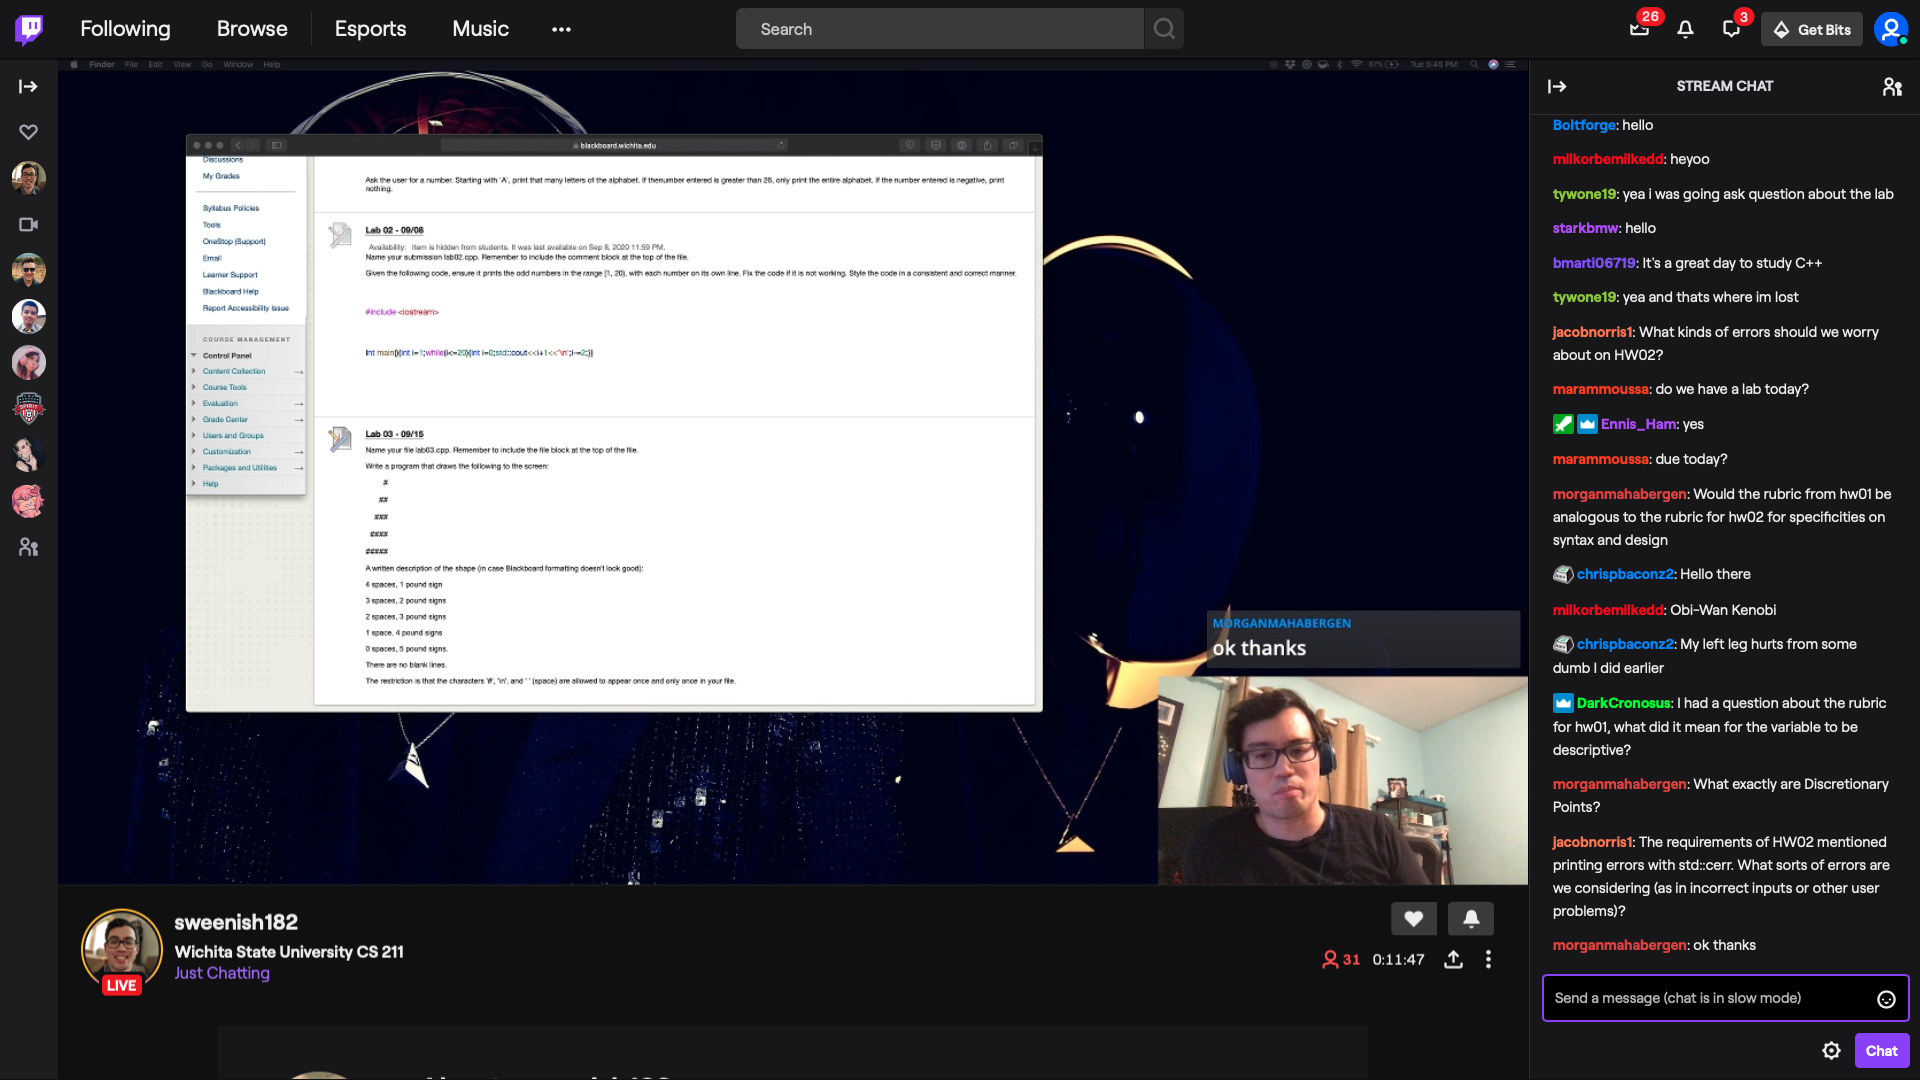 Following
Browse
Esports
Music
Search
26
3
Get Bits
Finder File Edit View Go Window Help
87%
Tue 5:45 PM
blackboard.wichita.edu
Discussions
My Grades
Syllabus Policies
Tools
OneStop (Support)
Email
Learner Support
Blackboard Help
Report Accessibility Issue
COURSE MANAGEMENT
Control Panel
Content Collection
Course Tools
Evaluation
Grade Center
Users and Groups
Customization
Packages and Utilities
Help
Ask the user for a number. Starting with 'A', print that many letters of the alphabet. If thenumber entered is greater than 26, only print the entire alphabet. If the number entered is negative, print
nothing.
Lab 02 - 09/08
Availability: Item is hidden from students. It was last available on Sep 8, 2020 11:59 PM.
Name your submission lab02.cpp. Remember to include the comment block at the top of the file.
Given the following code, ensure it prints the odd numbers in the range [1, 20), with each number on its own line. Fix the code if it is not working. Style the code in a consistent and correct manner.
#include <iostream>
int main(){int i=1;while(i<=20){int i=0;std::cout<<i+1<<'\n';i-=2;}}
Lab 03 - 09/15
Name your file lab03.cpp. Remember to include the file block at the top of the file.
Write a program that draws the following to the screen:
#
##
###
####
#####
A written description of the shape (in case Blackboard formatting doesn't look good):
4 spaces, 1 pound sign
3 spaces, 2 pound signs
2 spaces, 3 pound signs
1 space, 4 pound signs
0 spaces, 5 pound signs.
There are no blank lines.
The restriction is that the characters '#', '\n', and ' ' (space) are allowed to appear once and only once in your file.
MORGANMAHABERGEN
ok thanks
sweenish182
Wichita State University CS 211
Just Chatting
LIVE
31
0:11:47
STREAM CHAT
Boltforge: hello
milkorbemilkedd: heyoo
tywone19: yea i was going ask question about the lab
starkbmw: hello
bmarti06719: It's a great day to study C++
tywone19: yea and thats where im lost
jacobnorris1: What kinds of errors should we worry
about on HW02?
marammoussa: do we have a lab today?
Ennis_Ham: yes
marammoussa: due today?
morganmahabergen: Would the rubric from hw01 be
analogous to the rubric for hw02 for specificities on
syntax and design
chrispbaconz2: Hello there
milkorbemilkedd: Obi-Wan Kenobi
chrispbaconz2: My left leg hurts from some
dumb I did earlier
DarkCronosus: I had a question about the rubric
for hw01, what did it mean for the variable to be
descriptive?
morganmahabergen: What exactly are Discretionary
Points?
jacobnorris1: The requirements of HW02 mentioned
printing errors with std::cerr. What sorts of errors are
we considering (as in incorrect inputs or other user
problems)?
morganmahabergen: ok thanks
Send a message (chat is in slow mode)
Chat